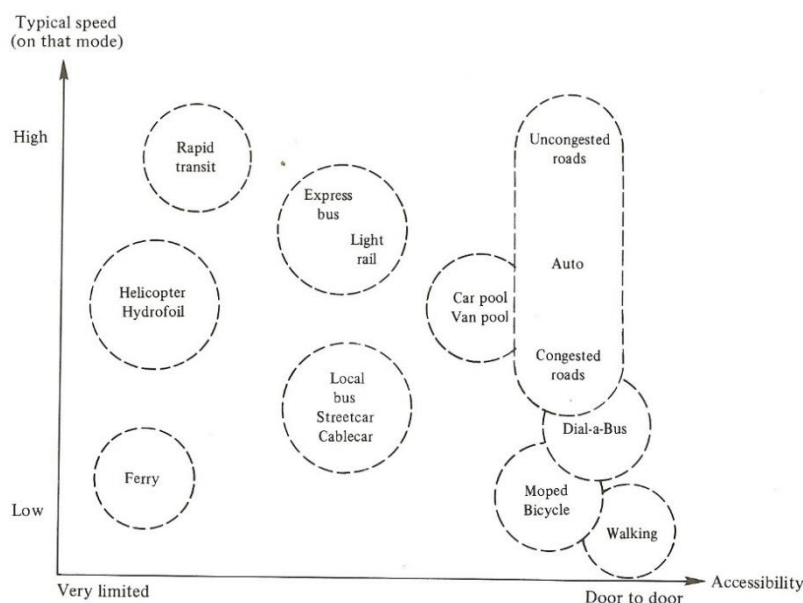 Typical speed
(on that mode)
High
Rapid
transit
Uncongested
roads
Express
bus
Light
rail
Auto
Helicopter
Hydrofoil
Car pool
Van pool
Congested
roads
Local
bus
Streetcar
Cablecar
Dial-a-Bus
Ferry
Moped
Bicycle
Low
Walking
Accessibility
Very limited
Door to door